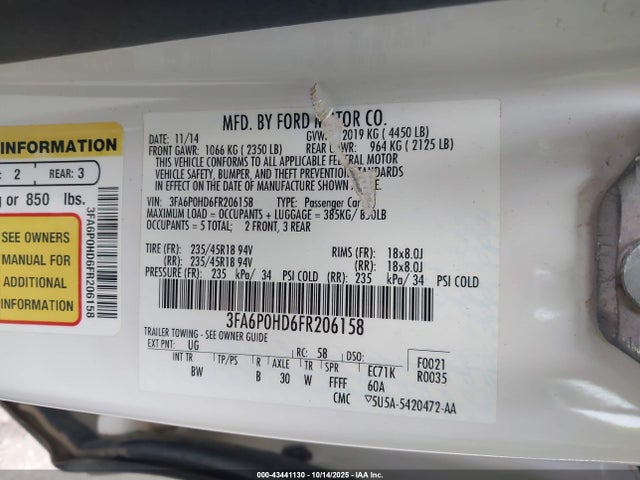 INFORMATION
2 REAR: 3
or 850 lbs.
SEE OWNERS
MANUAL FOR
ADDITIONAL
INFORMATION
3FA6P0HD6FR206158
MFD. BY FORD MOTOR CO.
DATE: 11/14 GVWR: 2019 KG ( 4450 LB)
FRONT GAWR: 1066 KG ( 2350 LB) REAR GAWR: 964 KG ( 2125 LB)
THIS VEHICLE CONFORMS TO ALL APPLICABLE FEDERAL MOTOR
VEHICLE SAFETY, BUMPER, AND THEFT PREVENTION STANDARDS
IN EFFECT ON THE DATE OF MANUFACTURE SHOWN
VIN: 3FA6P0HD6FR206158 TYPE: Passenger Car
MAXIMUM LOAD = OCCUPANTS + LUGGAGE = 385KG/ 850LB
OCCUPANTS = 5 TOTAL; 2 FRONT, 3 REAR
TIRE (FR): 235/45R18 94V RIMS (FR): 18x8.0J
(RR): 235/45R18 94V (RR): 18x8.0J
PRESSURE (FR): 235 kPa/ 34 PSI COLD (RR): 235 kPa/ 34 PSI COLD
3FA6P0HD6FR206158
TRAILER TOWING - SEE OWNER GUIDE
EXT PNT: UG RC: 58 DSO: F0021
R0035
INT TR TP/PS R AXLE TR SPR EC71K
BW B 30 W FFFF 60A
CMC ▽5U5A-5420472-AA
000-43441130 - 10/14/2025 - IAAI.COM